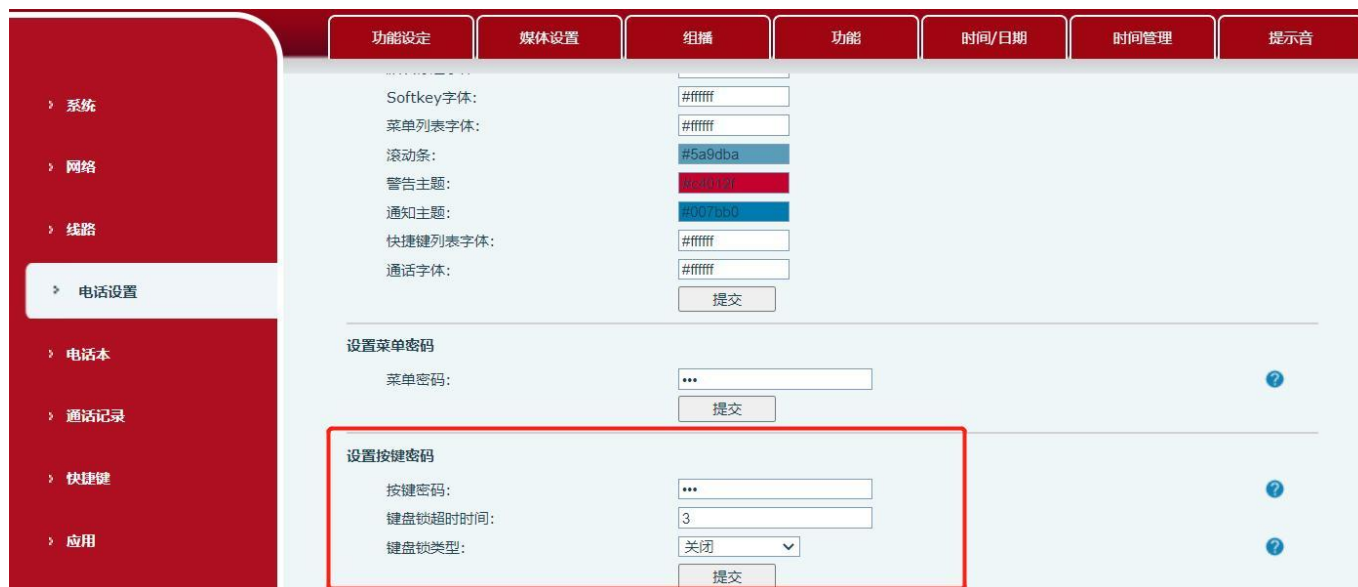 功能设定 媒体设置 组播 功能 时间/日期 时间管理 提示音
系统
网络
线路
电话设置
电话本
通话记录
快捷键
应用
Softkey字体: #ffffff
菜单列表字体: #ffffff
滚动条: #5a9dba
警告主题: #c4012f
通知主题: #007bb0
快捷键列表字体: #ffffff
通话字体: #ffffff
提交
设置菜单密码
菜单密码: •••
提交
设置按键密码
按键密码: •••
键盘锁超时时间: 3
键盘锁类型: 关闭
提交